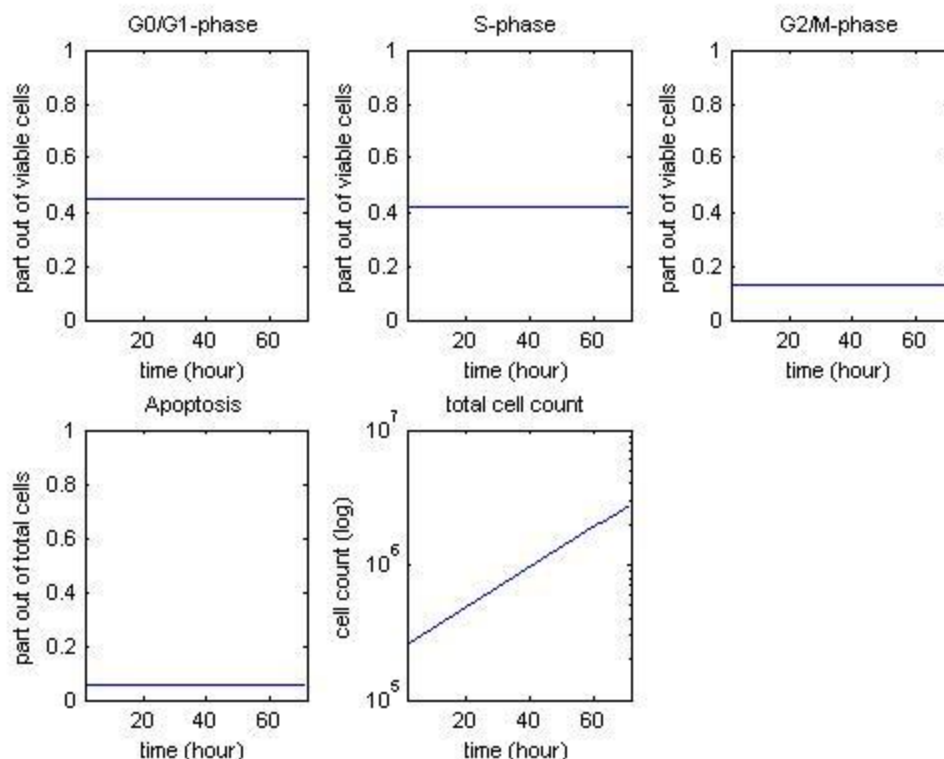 G0/G1-phase
part out of viable cells
1
0.8
0.6
0.4
0.2
0
20 40 60
time (hour)
S-phase
part out of viable cells
1
0.8
0.6
0.4
0.2
0
20 40 60
time (hour)
G2/M-phase
part out of viable cells
1
0.8
0.6
0.4
0.2
0
20 40 60
time (hour)
Apoptosis
part out of total cells
1
0.8
0.6
0.4
0.2
0
20 40 60
time (hour)
total cell count
cell count (log)
10^7
10^6
10^5
20 40 60
time (hour)